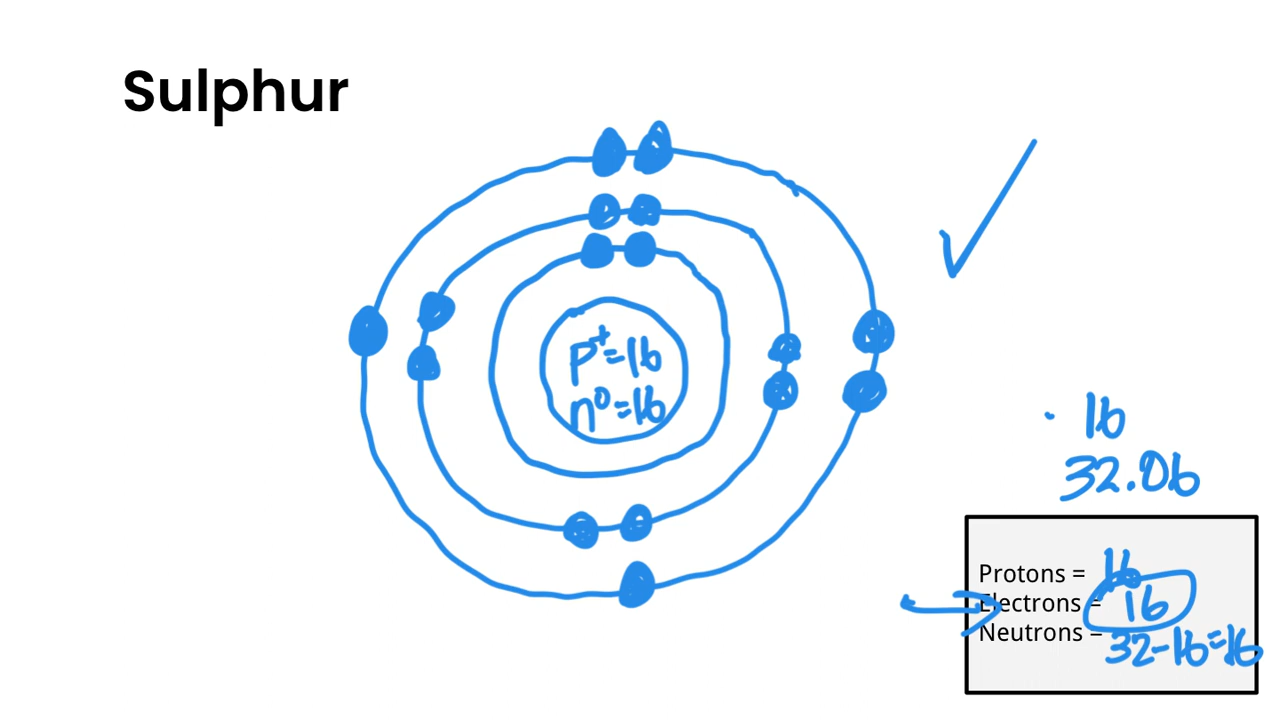 Sulphur
p⁺=16
n⁰=16
16
32.06
Protons = 16
Electrons = 16
Neutrons = 32-16=16